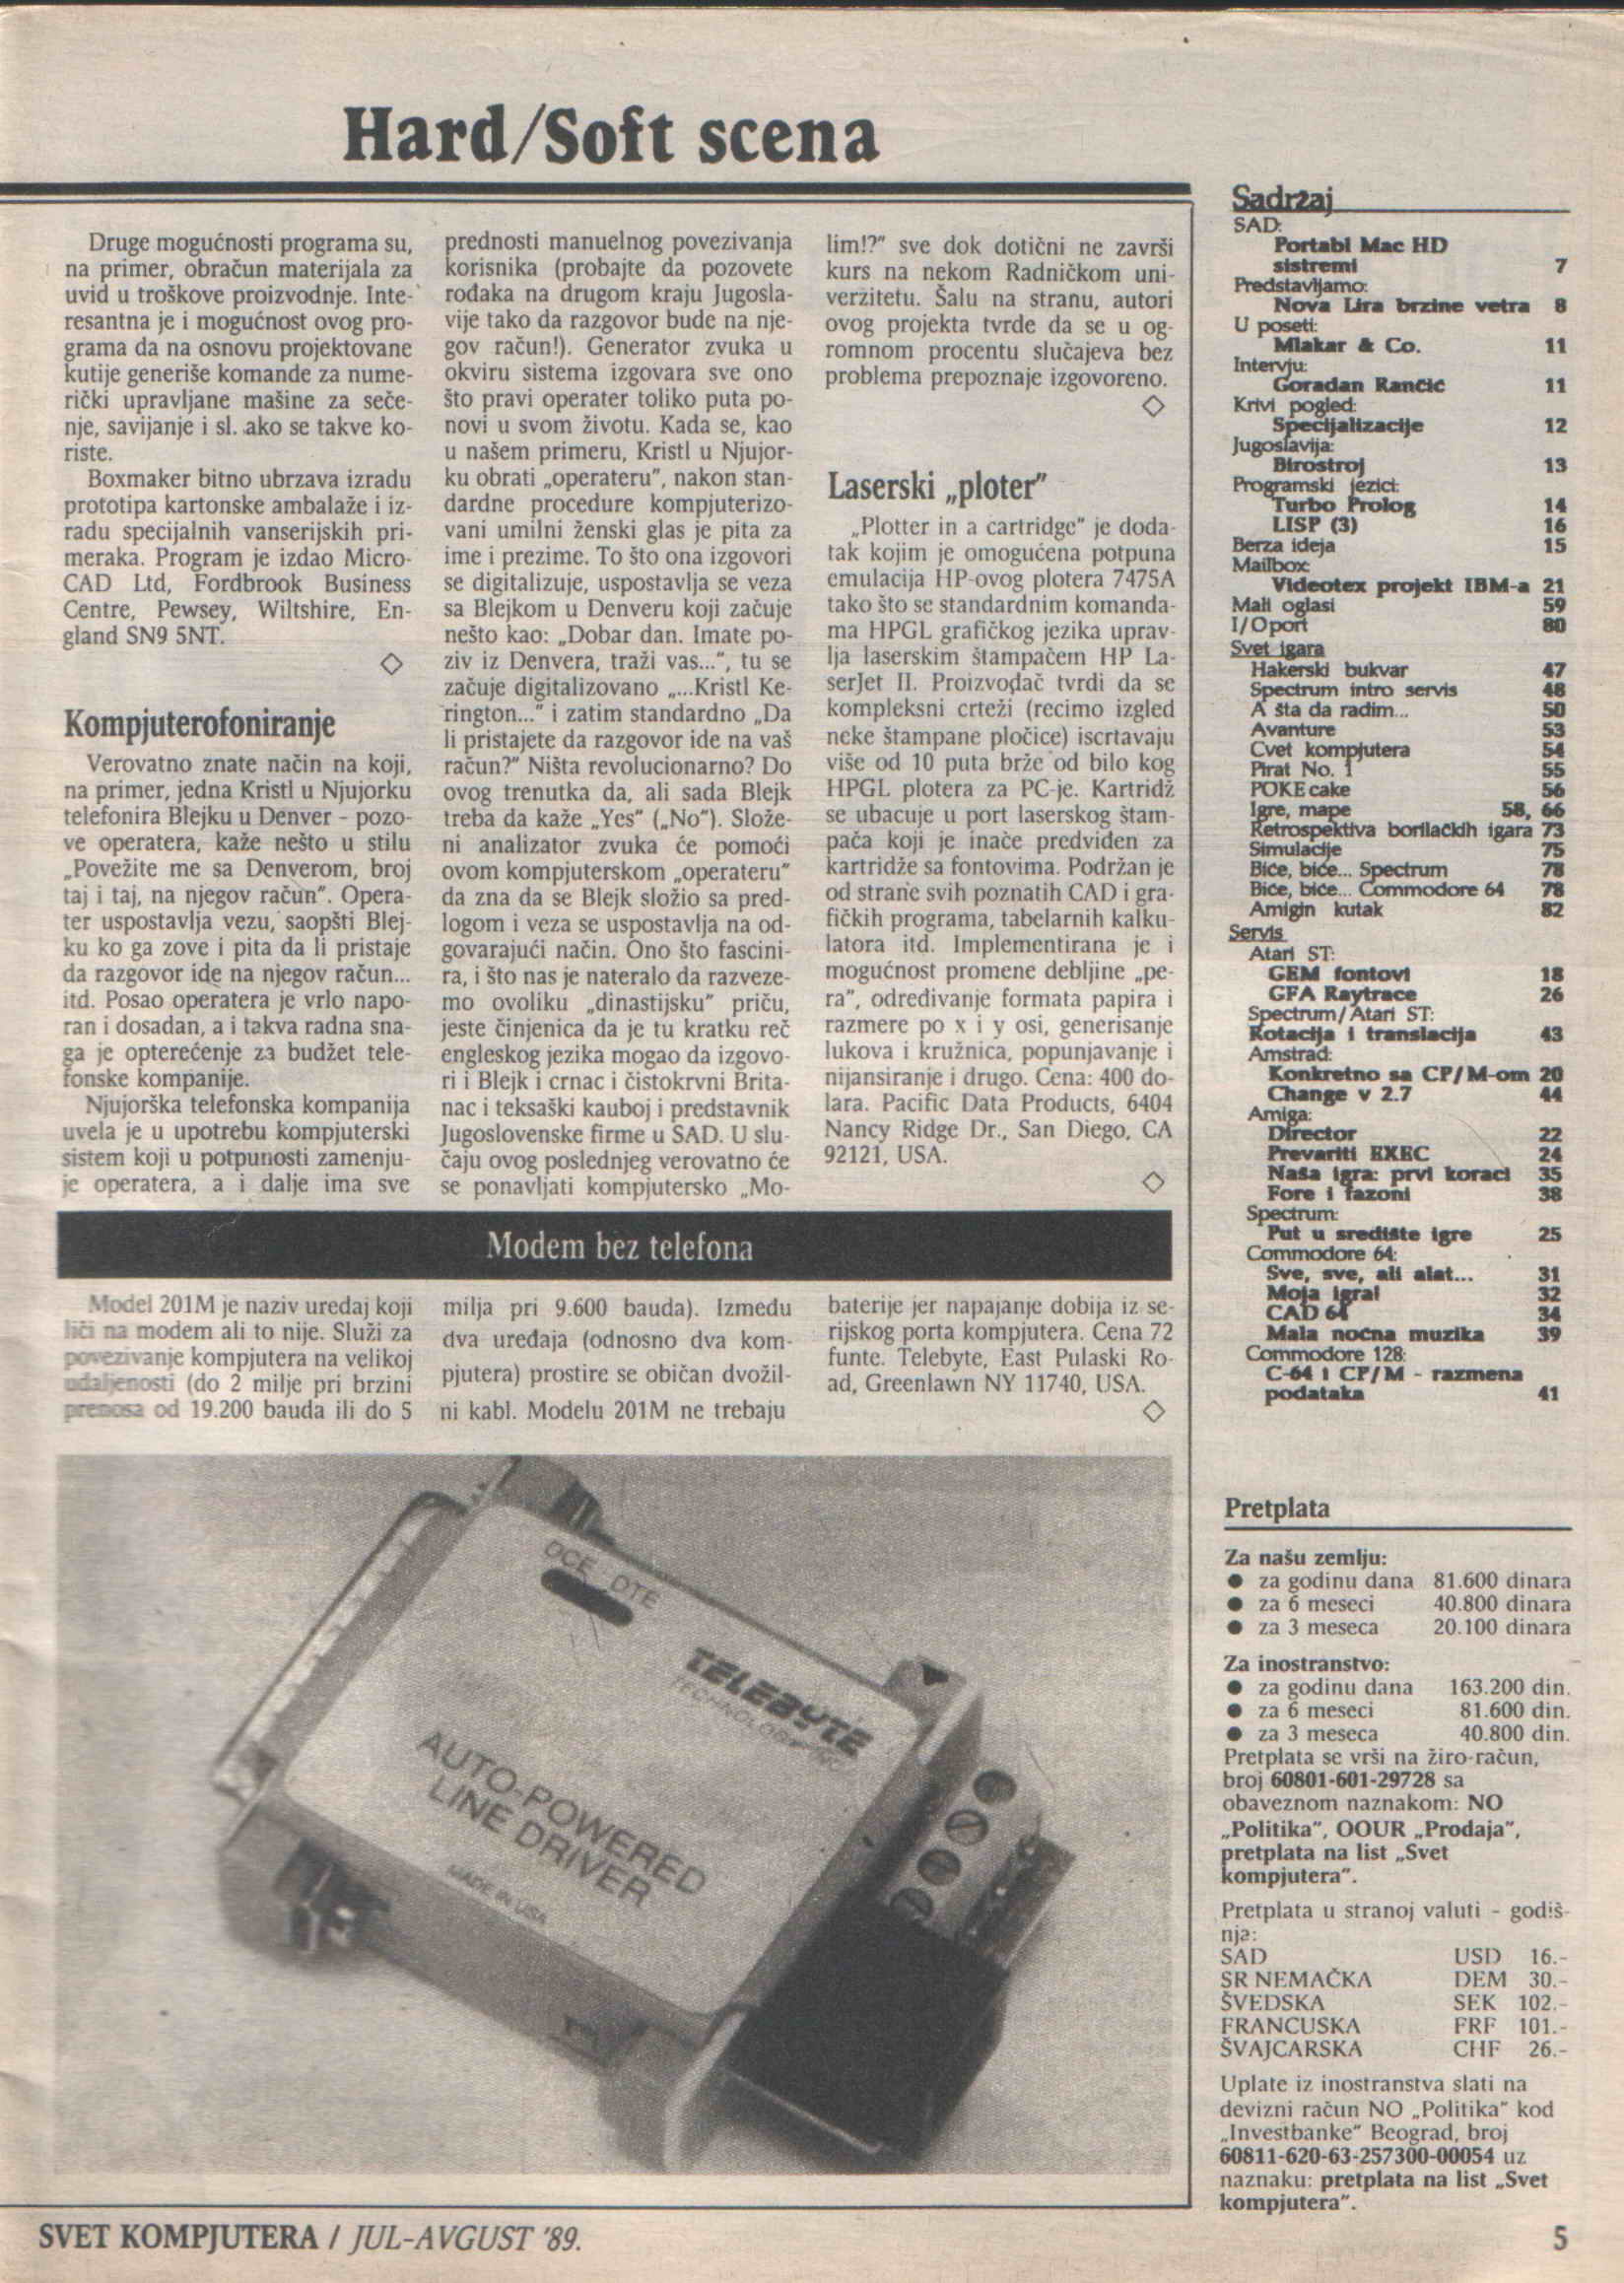 Hard/Soft scena
Druge mogućnosti programa su,
na primer, obračun materijala za
uvid u troškove proizvodnje. Inte-
resantna je i mogućnost ovog pro-
grama da na osnovu projektovane
kutije generiše komande za nume-
rički upravljane mašine za seče-
nje, savijanje i sl. ako se takve ko-
riste.
Boxmaker bitno ubrzava izradu
prototipa kartonske ambalaže i iz-
radu specijalnih vanserijskih pri-
meraka. Program je izdao Micro-
CAD Ltd, Fordbrook Business
Centre, Pewsey, Wiltshire, En-
gland SN9 5NT.
Kompjuterofoniranje
Verovatno znate način na koji,
na primer, jedna Kristl u Njujorku
telefonira Blejku u Denver – pozo-
ve operatera, kaže nešto u stilu
„Povežite me sa Denverom, broj
taj i taj, na njegov račun". Opera-
ter uspostavlja vezu, saopšti Blej-
ku ko ga zove i pita da li pristaje
da razgovor ide na njegov račun...
itd. Posao operatera je vrlo napo-
ran i dosadan, a i takva radna sna-
ga je opterećenje za budžet tele-
fonske kompanije.
Njujorška telefonska kompanija
uvela je u upotrebu kompjuterski
sistem koji u potpunosti zamenju-
je operatera, a i dalje ima sve
prednosti manuelnog povezivanja
korisnika (probajte da pozovete
rođaka na drugom kraju Jugosla-
vije tako da razgovor bude na nje-
gov račun!). Generator zvuka u
okviru sistema izgovara sve ono
što pravi operater toliko puta po-
novi u svom životu. Kada se, kao
u našem primeru, Kristl u Njujor-
ku obrati „operateru", nakon stan-
dardne procedure kompjuterizo-
vani umilni ženski glas je pita za
ime i prezime. To što ona izgovori
se digitalizuje, uspostavlja se veza
sa Blejkom u Denveru koji začuje
nešto kao: „Dobar dan. Imate po-
ziv iz Denvera, traži vas...", tu se
začuje digitalizovano „...Kristl Ke-
rington..." i zatim standardno „Da
li pristajete da razgovor ide na vaš
račun?" Ništa revolucionarno? Do
ovog trenutka da, ali sada Blejk
treba da kaže „Yes" („No"). Slože-
ni analizator zvuka će pomoći
ovom kompjuterskom „operateru"
da zna da se Blejk složio sa pred-
logom i veza se uspostavlja na od-
govarajući način. Ono što fascini-
ra, i što nas je nateralo da razveze-
mo ovoliku „dinastijsku" priču,
jeste činjenica da je tu kratku reč
engleskog jezika mogao da izgovo-
ri i Blejk i crnac i čistokrvni Brita-
nac i teksaški kauboj i predstavnik
Jugoslovenske firme u SAD. U slu-
čaju ovog poslednjeg verovatno će
se ponavljati kompjutersko „Mo-
lim!?" sve dok dotični ne završi
kurs na nekom Radničkom uni-
verzitetu. Šalu na stranu, autori
ovog projekta tvrde da se u og-
romnom procentu slučajeva bez
problema prepoznaje izgovoreno.
Laserski „ploter"
„Plotter in a cartridge" je doda-
tak kojim je omogućena potpuna
emulacija HP-ovog plotera 7475A
tako što se standardnim komanda-
ma HPGL grafičkog jezika uprav-
lja laserskim štampačem HP La-
serJet II. Proizvođač tvrdi da se
kompleksni crteži (recimo izgled
neke štampane pločice) iscrtavaju
više od 10 puta brže od bilo kog
HPGL plotera za PC-je. Kartridž
se ubacuje u port laserskog štam-
pača koji je inače predviđen za
kartridže sa fontovima. Podržan je
od strane svih poznatih CAD i gra-
fičkih programa, tabelarnih kalku-
latora itd. Implementirana je i
mogućnost promene debljine „pe-
ra", određivanje formata papira i
razmere po x i y osi, generisanje
lukova i kružnica, popunjavanje i
nijansiranje i drugo. Cena: 400 do-
lara. Pacific Data Products, 6404
Nancy Ridge Dr., San Diego, CA
92121, USA.
Modem bez telefona
Model 201M je naziv uređaj koji
liči na modem ali to nije. Služi za
povezivanje kompjutera na velikoj
udaljenosti (do 2 milje pri brzini
prenosa od 19.200 bauda ili do 5
milja pri 9.600 bauda). Između
dva uređaja (odnosno dva kom-
pjutera) prostire se običan dvožil-
ni kabl. Modelu 201M ne trebaju
baterije jer napajanje dobija iz se-
rijskog porta kompjutera. Cena 72
funte. Telebyte, East Pulaski Ro-
ad, Greenlawn NY 11740, USA.
DCE DTE
TELEBYTE
TECHNOLOGY INC.
AUTO-POWERED
LINE DRIVER
MADE IN USA
Sadržaj
SAD:
Portabl Mac HD
sistemi 7
Predstavljamo:
Nova Lira brzine vetra 8
U poseti:
Mlakar & Co. 11
Intervju:
Goradan Rančić 11
Krivi pogled:
Specijalizacije 12
Jugoslavija:
Birostroj 13
Programski jezici:
Turbo Prolog 14
LISP (3) 16
Berza ideja 15
Mailbox:
Videotex projekt IBM-a 21
Mali oglasi 59
I/Oport 80
Svet igara
Hakerski bukvar 47
Spectrum intro servis 48
A šta da radim... 50
Avanture 53
Cvet kompjutera 54
Pirat No. 1 55
POKEcake 56
Igre, mape 58, 66
Retrospektiva borilačkih igara 73
Simulacije 75
Biće, biće... Spectrum 78
Biće, biće... Commodore 64 78
Amigin kutak 82
Servis
Atari ST:
GEM fontovi 18
GFA Raytrace 26
Spectrum/Atari ST:
Rotacija i translacija 43
Amstrad:
Konkretno sa CP/M-om 20
Change v 2.7 44
Amiga:
Director 22
Prevariti EXEC 24
Naša igra: prvi koraci 35
Fore i fazoni 38
Spectrum:
Put u središte igre 25
Commodore 64:
Sve, sve, ali alat... 31
Moja igra! 32
CAD 64 34
Mala noćna muzika 39
Commodore 128:
C-64 i CP/M - razmena
podataka 41
Pretplata
Za našu zemlju:
● za godinu dana 81.600 dinara
● za 6 meseci 40.800 dinara
● za 3 meseca 20.100 dinara
Za inostranstvo:
● za godinu dana 163.200 din.
● za 6 meseci 81.600 din.
● za 3 meseca 40.800 din.
Pretplata se vrši na žiro-račun,
broj 60801-601-29728 sa
obaveznom naznakom: NO
„Politika", OOUR „Prodaja",
pretplata na list „Svet
kompjutera".
Pretplata u stranoj valuti – godiš-
nja:
SAD USD 16.-
SR NEMAČKA DEM 30.-
ŠVEDSKA SEK 102.-
FRANCUSKA FRF 101.-
ŠVAJCARSKA CHF 26.-
Uplate iz inostranstva slati na
devizni račun NO „Politika" kod
„Investbanke" Beograd, broj
60811-620-63-257300-00054 uz
naznaku: pretplata na list „Svet
kompjutera".
SVET KOMPJUTERA / JUL-AVGUST '89.
5